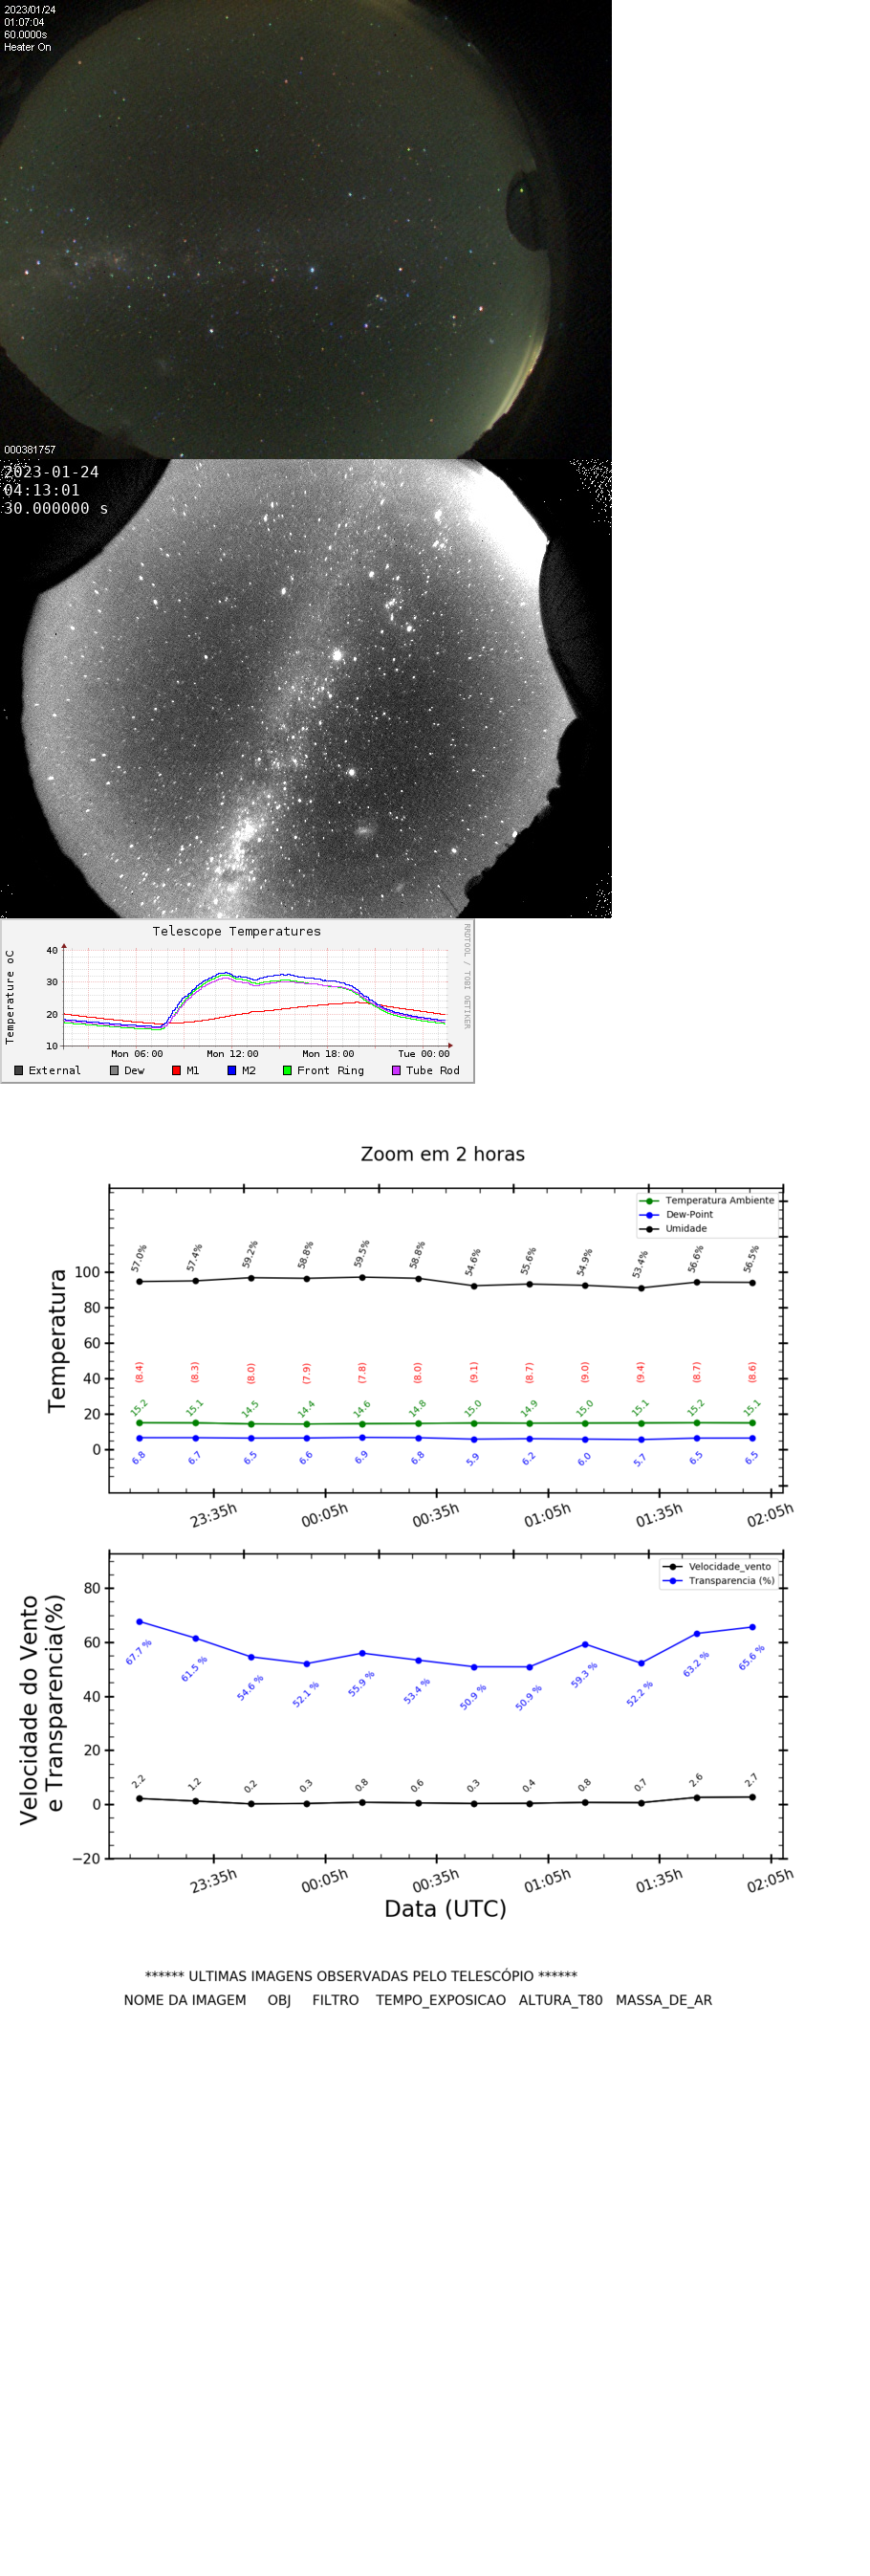 2023/01/24
01:07:04
60.0000s
Heater On
000381757
2023-01-24
04:13:01
30.000000 s
Telescope Temperatures
RRDTOOL / TOBI OETIKER
Temperature oC
40
30
20
10
Mon 06:00 Mon 12:00 Mon 18:00 Tue 00:00
External Dew M1 M2 Front Ring Tube Rod
Zoom em 2 horas
Temperatura Ambiente
Dew-Point
Umidade
Temperatura
100
80
60
40
20
0
57.0% 57.4% 59.2% 58.8% 59.5% 58.8% 54.6% 55.6% 54.9% 53.4% 56.6% 56.5%
(8.4) (8.3) (8.0) (7.9) (7.8) (8.0) (9.1) (8.7) (9.0) (9.4) (8.7) (8.6)
15.2 15.1 14.5 14.4 14.6 14.8 15.0 14.9 15.0 15.1 15.2 15.1
6.8 6.7 6.5 6.6 6.9 6.8 5.9 6.2 6.0 5.7 6.5 6.5
23:35h 00:05h 00:35h 01:05h 01:35h 02:05h
Velocidade_vento
Transparencia (%)
Velocidade do Vento
e Transparencia(%)
80
60
40
20
0
−20
67.7 % 61.5 % 54.6 % 52.1 % 55.9 % 53.4 % 50.9 % 50.9 % 59.3 % 52.2 % 63.2 % 65.6 %
2.2 1.2 0.2 0.3 0.8 0.6 0.3 0.4 0.8 0.7 2.6 2.7
23:35h 00:05h 00:35h 01:05h 01:35h 02:05h
Data (UTC)
****** ULTIMAS IMAGENS OBSERVADAS PELO TELESCÓPIO ******
NOME DA IMAGEM OBJ FILTRO TEMPO_EXPOSICAO ALTURA_T80 MASSA_DE_AR